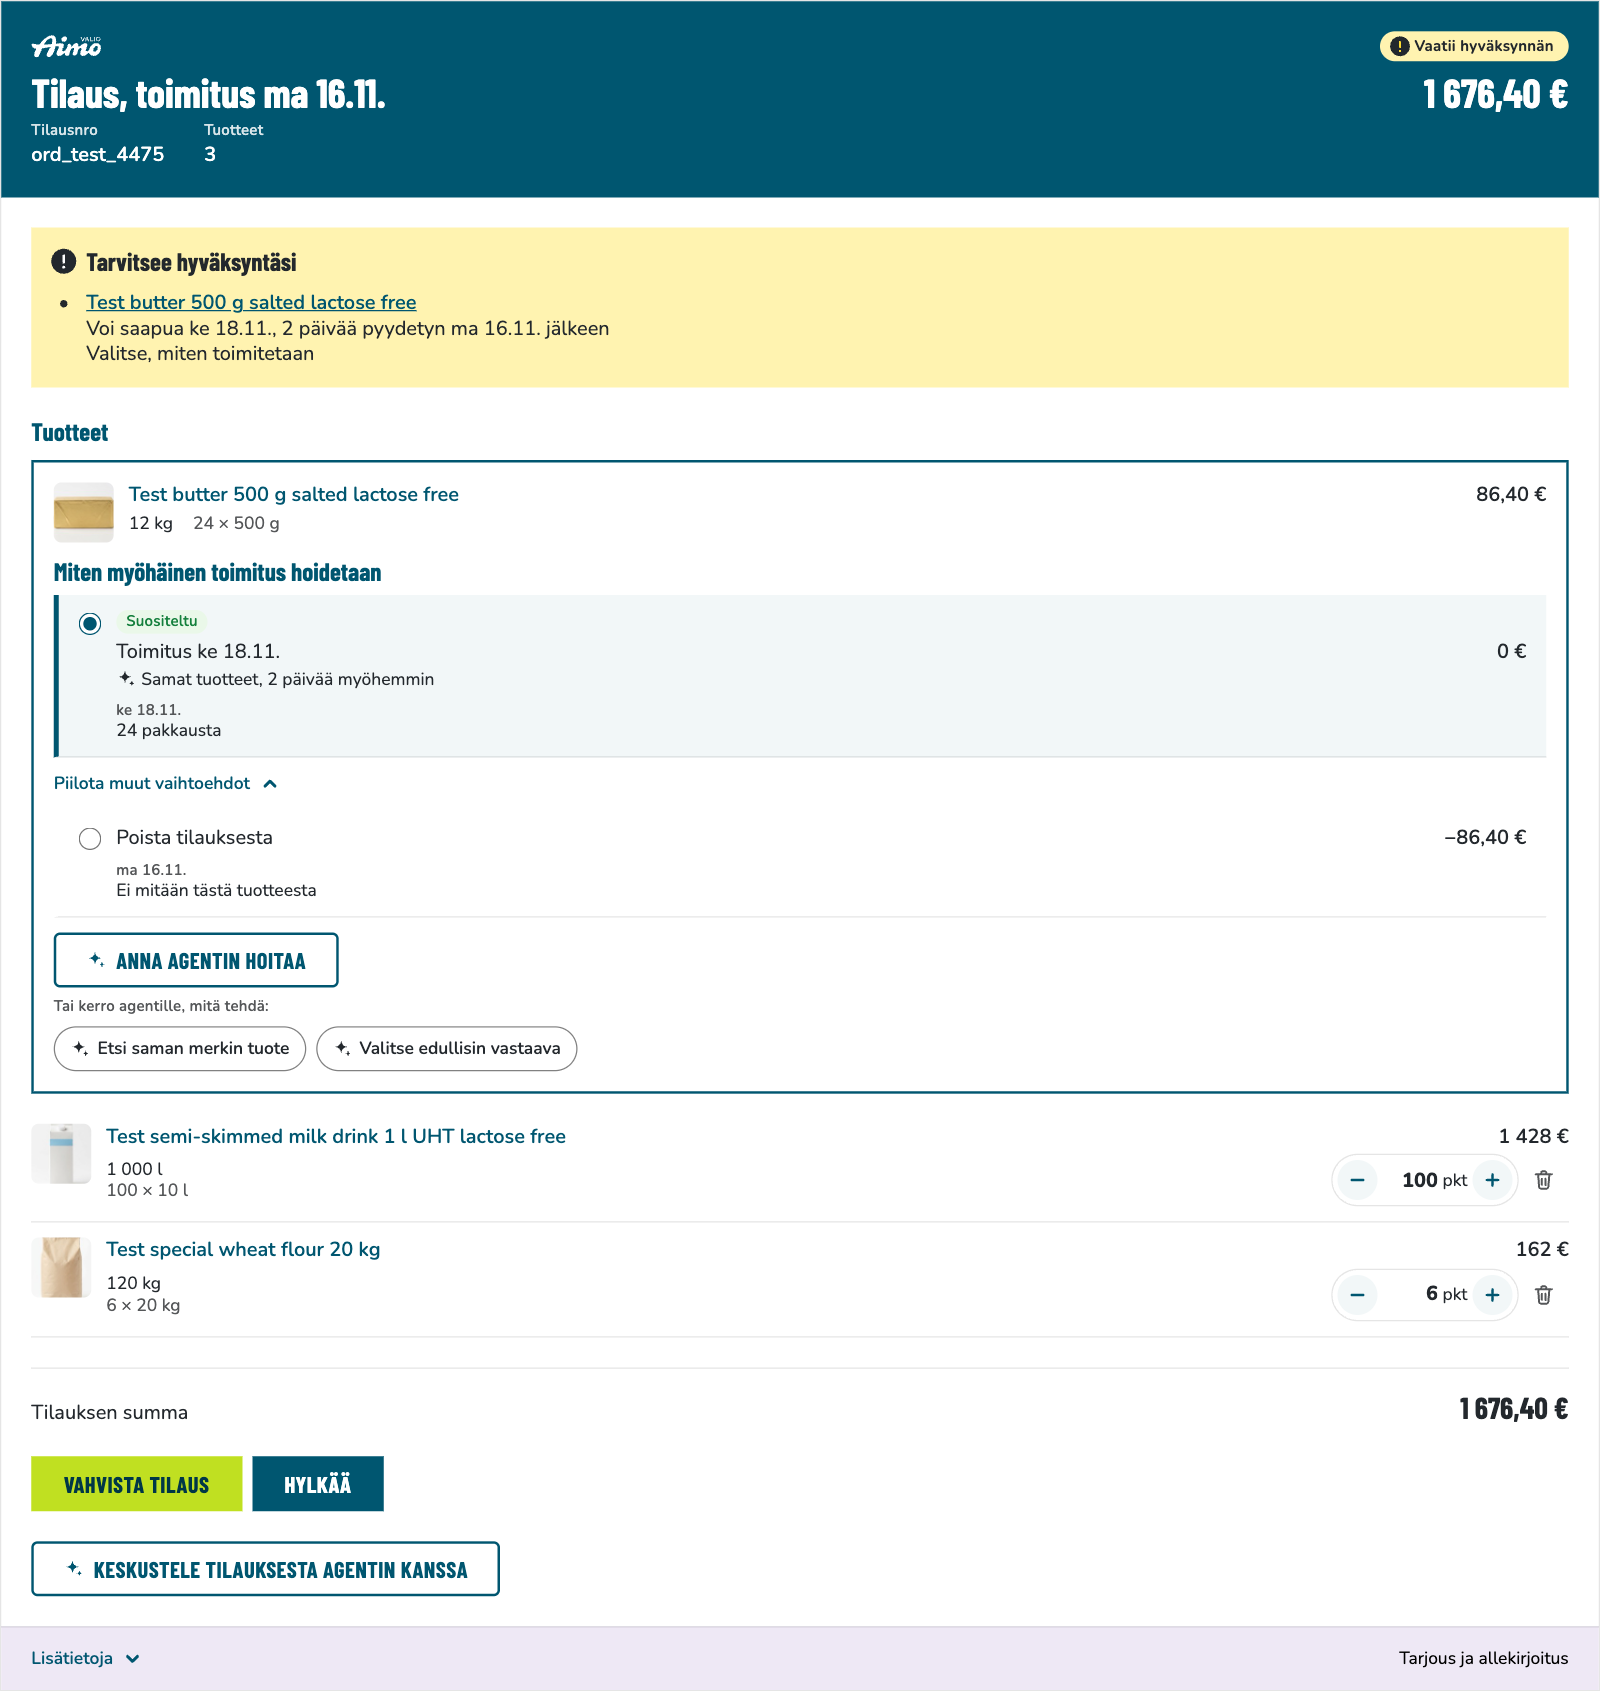 VALIO
Aimo
Vaatii hyväksynnän
Tilaus, toimitus ma 16.11.
1 676,40 €
Tilausnro
Tuotteet
ord_test_4475
3
Tarvitsee hyväksyntäsi
Test butter 500 g salted lactose free
Voi saapua ke 18.11., 2 päivää pyydetyn ma 16.11. jälkeen
Valitse, miten toimitetaan
Tuotteet
Test butter 500 g salted lactose free
86,40 €
12 kg 24 × 500 g
Miten myöhäinen toimitus hoidetaan
Suositeltu
Toimitus ke 18.11.
0 €
Samat tuotteet, 2 päivää myöhemmin
ke 18.11.
24 pakkausta
Piilota muut vaihtoehdot
Poista tilauksesta
−86,40 €
ma 16.11.
Ei mitään tästä tuotteesta
ANNA AGENTIN HOITAA
Tai kerro agentille, mitä tehdä:
Etsi saman merkin tuote
Valitse edullisin vastaava
Test semi-skimmed milk drink 1 l UHT lactose free
1 428 €
1 000 l
100 × 10 l
100 pkt
Test special wheat flour 20 kg
162 €
120 kg
6 × 20 kg
6 pkt
Tilauksen summa
1 676,40 €
VAHVISTA TILAUS
HYLKÄÄ
KESKUSTELE TILAUKSESTA AGENTIN KANSSA
Lisätietoja
Tarjous ja allekirjoitus